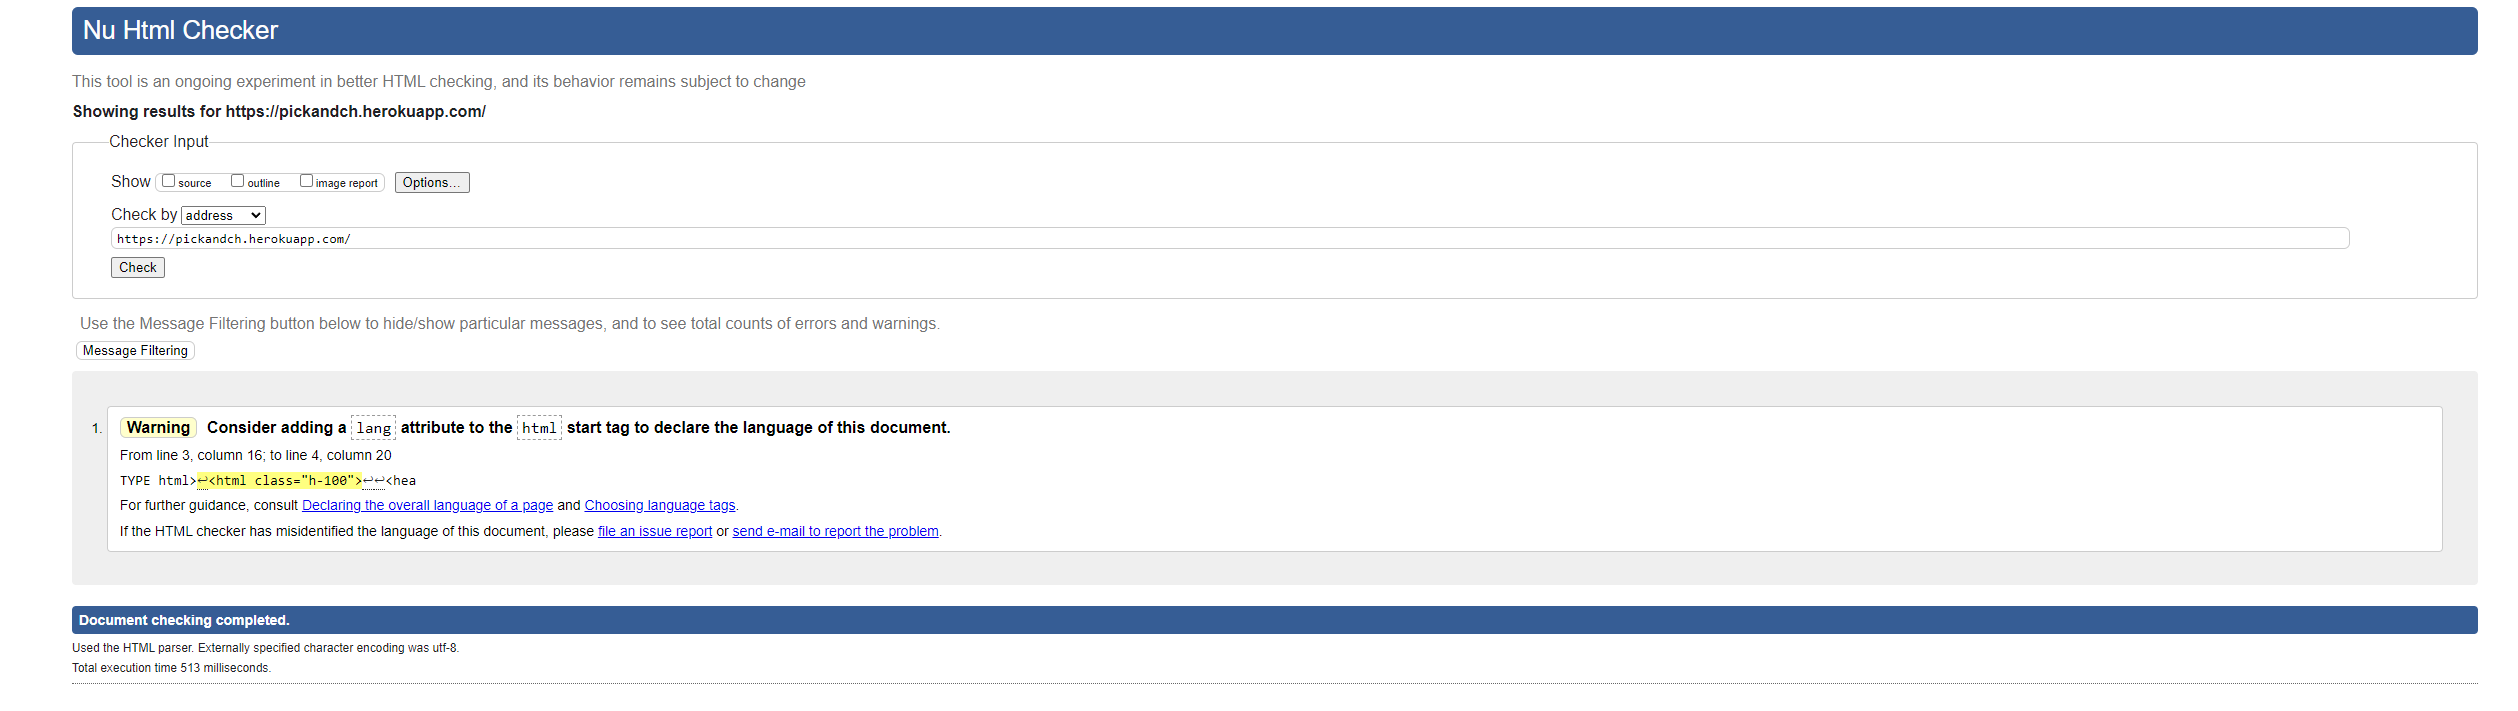 Nu Html Checker
This tool is an ongoing experiment in better HTML checking, and its behavior remains subject to change
Showing results for https://pickandch.herokuapp.com/
Checker Input
Show source outline image report Options...
Check by address
https://pickandch.herokuapp.com/
Check
Use the Message Filtering button below to hide/show particular messages, and to see total counts of errors and warnings.
Message Filtering
1. Warning Consider adding a lang attribute to the html start tag to declare the language of this document.
From line 3, column 16; to line 4, column 20
TYPE html>↩<html class="h-100">↩↩<hea
For further guidance, consult Declaring the overall language of a page and Choosing language tags.
If the HTML checker has misidentified the language of this document, please file an issue report or send e-mail to report the problem.
Document checking completed.
Used the HTML parser. Externally specified character encoding was utf-8.
Total execution time 513 milliseconds.